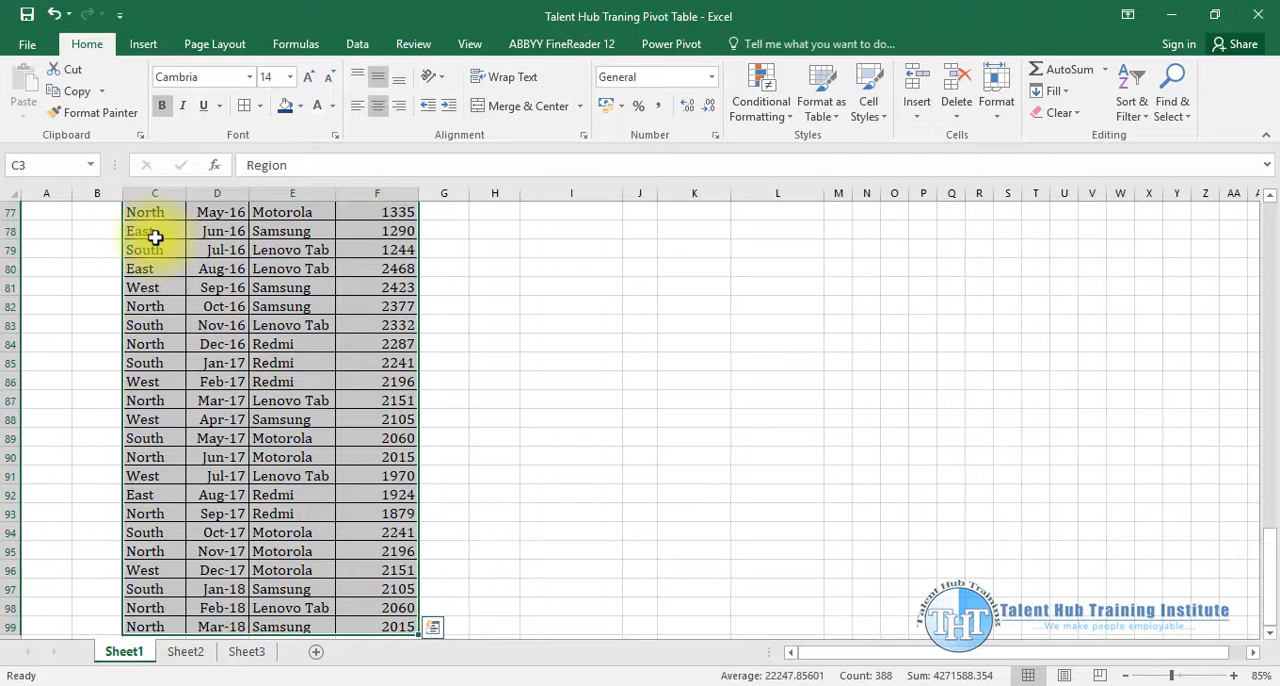 Talent Hub Traning Pivot Table - Excel
File Home Insert Page Layout Formulas Data Review View ABBYY FineReader 12 Power Pivot Tell me what you want to do... Sign in Share
Paste Cut Cambria 14 Wrap Text General Conditional Formatting Format as Table Cell Styles Insert Delete Format AutoSum Sort & Filter Find & Select
Copy B I U Merge & Center % , Fill
Format Painter Clear
Clipboard Font Alignment Number Styles Cells Editing
C3 fx Region
A B C D E F G H I J K L M N O P Q R S T U V W X Y Z AA
77 North May-16 Motorola 1335
78 East Jun-16 Samsung 1290
79 South Jul-16 Lenovo Tab 1244
80 East Aug-16 Lenovo Tab 2468
81 West Sep-16 Samsung 2423
82 North Oct-16 Samsung 2377
83 South Nov-16 Lenovo Tab 2332
84 North Dec-16 Redmi 2287
85 South Jan-17 Redmi 2241
86 West Feb-17 Redmi 2196
87 North Mar-17 Lenovo Tab 2151
88 West Apr-17 Samsung 2105
89 South May-17 Motorola 2060
90 North Jun-17 Motorola 2015
91 West Jul-17 Lenovo Tab 1970
92 East Aug-17 Redmi 1924
93 North Sep-17 Redmi 1879
94 South Oct-17 Motorola 2241
95 North Nov-17 Motorola 2196
96 West Dec-17 Motorola 2151
97 South Jan-18 Samsung 2105
98 North Feb-18 Lenovo Tab 2060
99 North Mar-18 Samsung 2015
Talent Hub Training
THT
Talent Hub Training Institute
....We make people employable....
Sheet1 Sheet2 Sheet3
Ready Average: 22247.85601 Count: 388 Sum: 4271588.354 85%